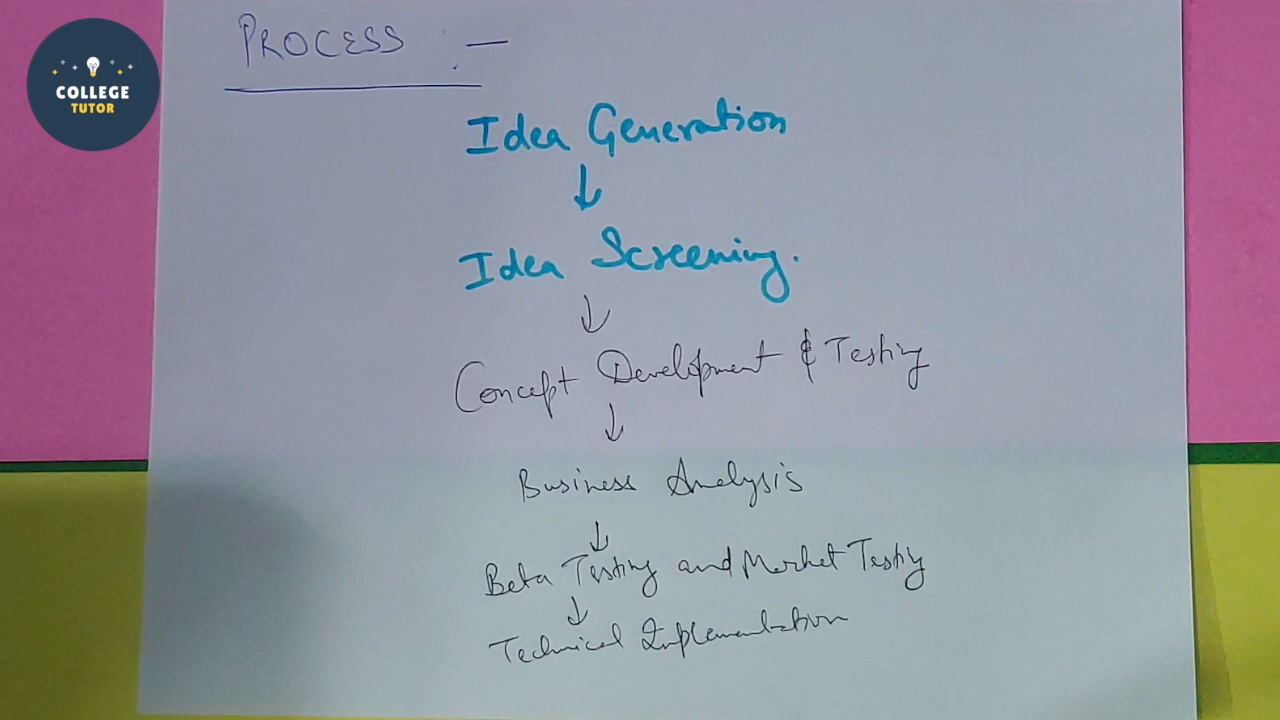 COLLEGE
TUTOR
PROCESS :-
Idea Generation
↓
Idea Screening.
↓
Concept Development & Testing
↓
Business Analysis
↓
Beta Testing and Market Testing
↓
Technical Implementation